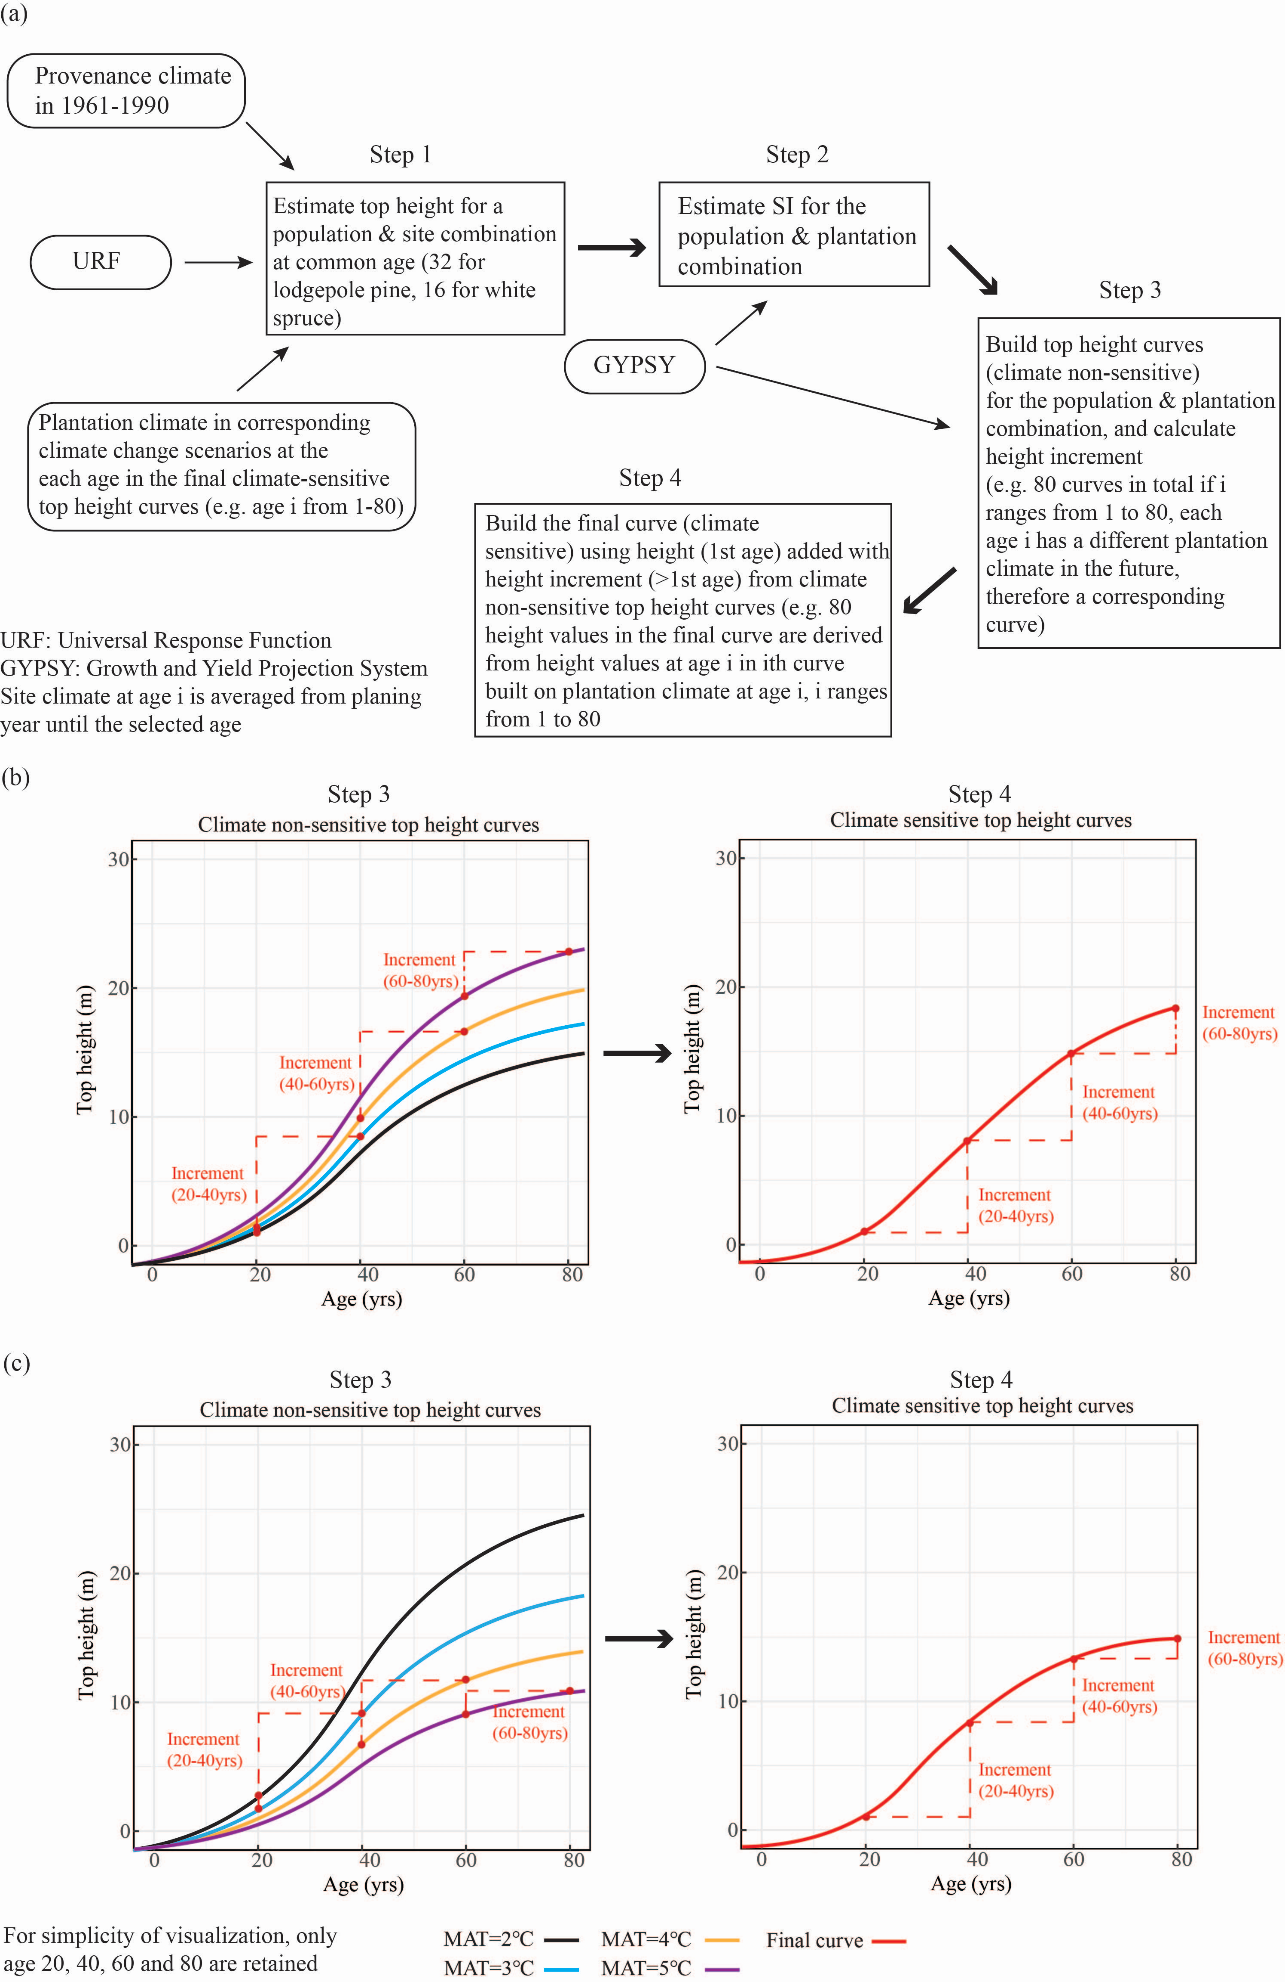 (a)
Provenance climate
in 1961-1990
Step 1
Estimate top height for a
population & site combination
at common age (32 for
lodgepole pine, 16 for white
spruce)
URF
Plantation climate in corresponding
climate change scenarios at the
each age in the final climate-sensitive
top height curves (e.g. age i from 1-80)
Step 2
Estimate SI for the
population & plantation
combination
GYPSY
Step 3
Build top height curves
(climate non-sensitive)
for the population & plantation
combination, and calculate
height increment
(e.g. 80 curves in total if i
ranges from 1 to 80, each
age i has a different plantation
climate in the future,
therefore a corresponding
curve)
Step 4
Build the final curve (climate
sensitive) using height (1st age) added with
height increment (>1st age) from climate
non-sensitive top height curves (e.g. 80
height values in the final curve are derived
from height values at age i in ith curve
built on plantation climate at age i, i ranges
from 1 to 80
URF: Universal Response Function
GYPSY: Growth and Yield Projection System
Site climate at age i is averaged from planing
year until the selected age
(b)
Step 3
Climate non-sensitive top height curves
30
20
10
0
Top height (m)
Increment
(60-80yrs)
Increment
(40-60yrs)
Increment
(20-40yrs)
0 20 40 60 80
Age (yrs)
Step 4
Climate sensitive top height curves
30
20
10
0
Top height (m)
Increment
(60-80yrs)
Increment
(40-60yrs)
Increment
(20-40yrs)
0 20 40 60 80
Age (yrs)
(c)
Step 3
Climate non-sensitive top height curves
30
20
10
0
Top height (m)
Increment
(40-60yrs)
Increment
(20-40yrs)
Increment
(60-80yrs)
0 20 40 60 80
Age (yrs)
Step 4
Climate sensitive top height curves
30
20
10
0
Top height (m)
Increment
(60-80yrs)
Increment
(40-60yrs)
Increment
(20-40yrs)
0 20 40 60 80
Age (yrs)
For simplicity of visualization, only
age 20, 40, 60 and 80 are retained
MAT=2℃ MAT=4℃ Final curve
MAT=3℃ MAT=5℃